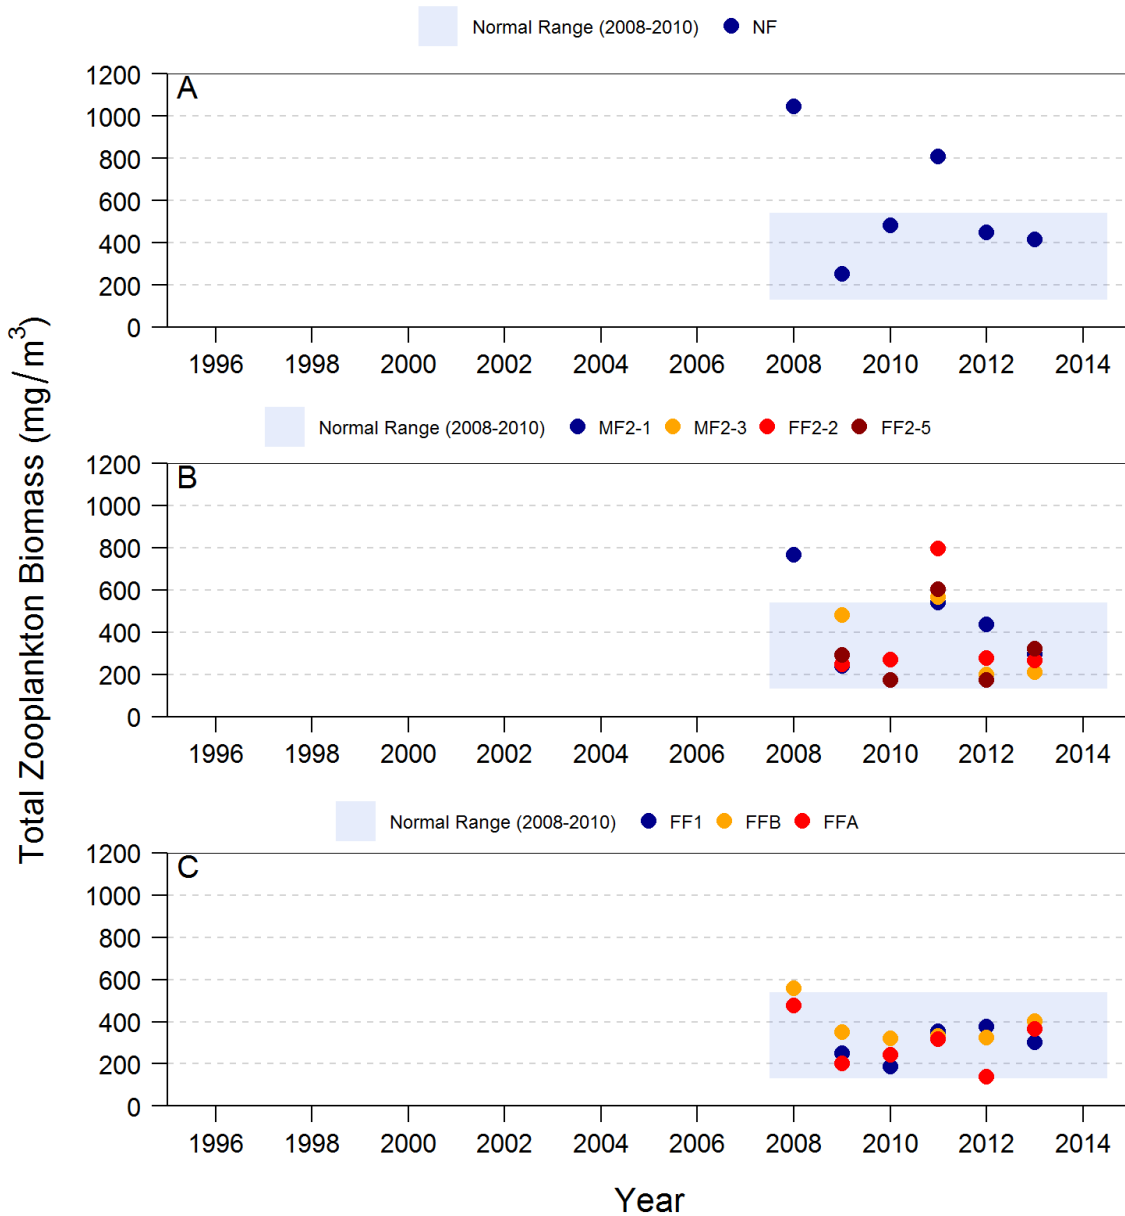 Normal Range (2008-2010) NF
A
1200
1000
800
600
400
200
0
1996 1998 2000 2002 2004 2006 2008 2010 2012 2014
Normal Range (2008-2010) MF2-1 MF2-3 FF2-2 FF2-5
B
1200
1000
800
600
400
200
0
1996 1998 2000 2002 2004 2006 2008 2010 2012 2014
Normal Range (2008-2010) FF1 FFB FFA
C
1200
1000
800
600
400
200
0
1996 1998 2000 2002 2004 2006 2008 2010 2012 2014
Total Zooplankton Biomass (mg/m³)
Year